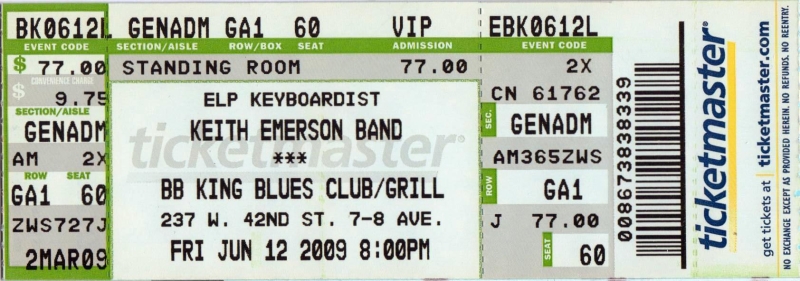 BK0612L GENADM GA1 60 VIP EBK0612L
EVENT CODE SECTION/AISLE ROW/BOX SEAT ADMISSION EVENT CODE
$ 77.00 STANDING ROOM 77.00 2X
CONVENIENCE CHARGE
$ 9.75
SECTION/AISLE
GENADM
AM 2X
ROW SEAT
GA1 60
ZWS727J
2MAR09
ELP KEYBOARDIST
KEITH EMERSON BAND
ticketmaster
***
BB KING BLUES CLUB/GRILL
237 W. 42ND ST. 7-8 AVE.
FRI JUN 12 2009 8:00PM
CN 61762
SEC. GENADM
AM365ZWS
ROW GA1
J 77.00
SEAT 60
008673838339
ticketmaster
get tickets at | ticketmaster.com
NO EXCHANGE EXCEPT AS PROVIDED HEREIN. NO REFUNDS, NO REENTRY.